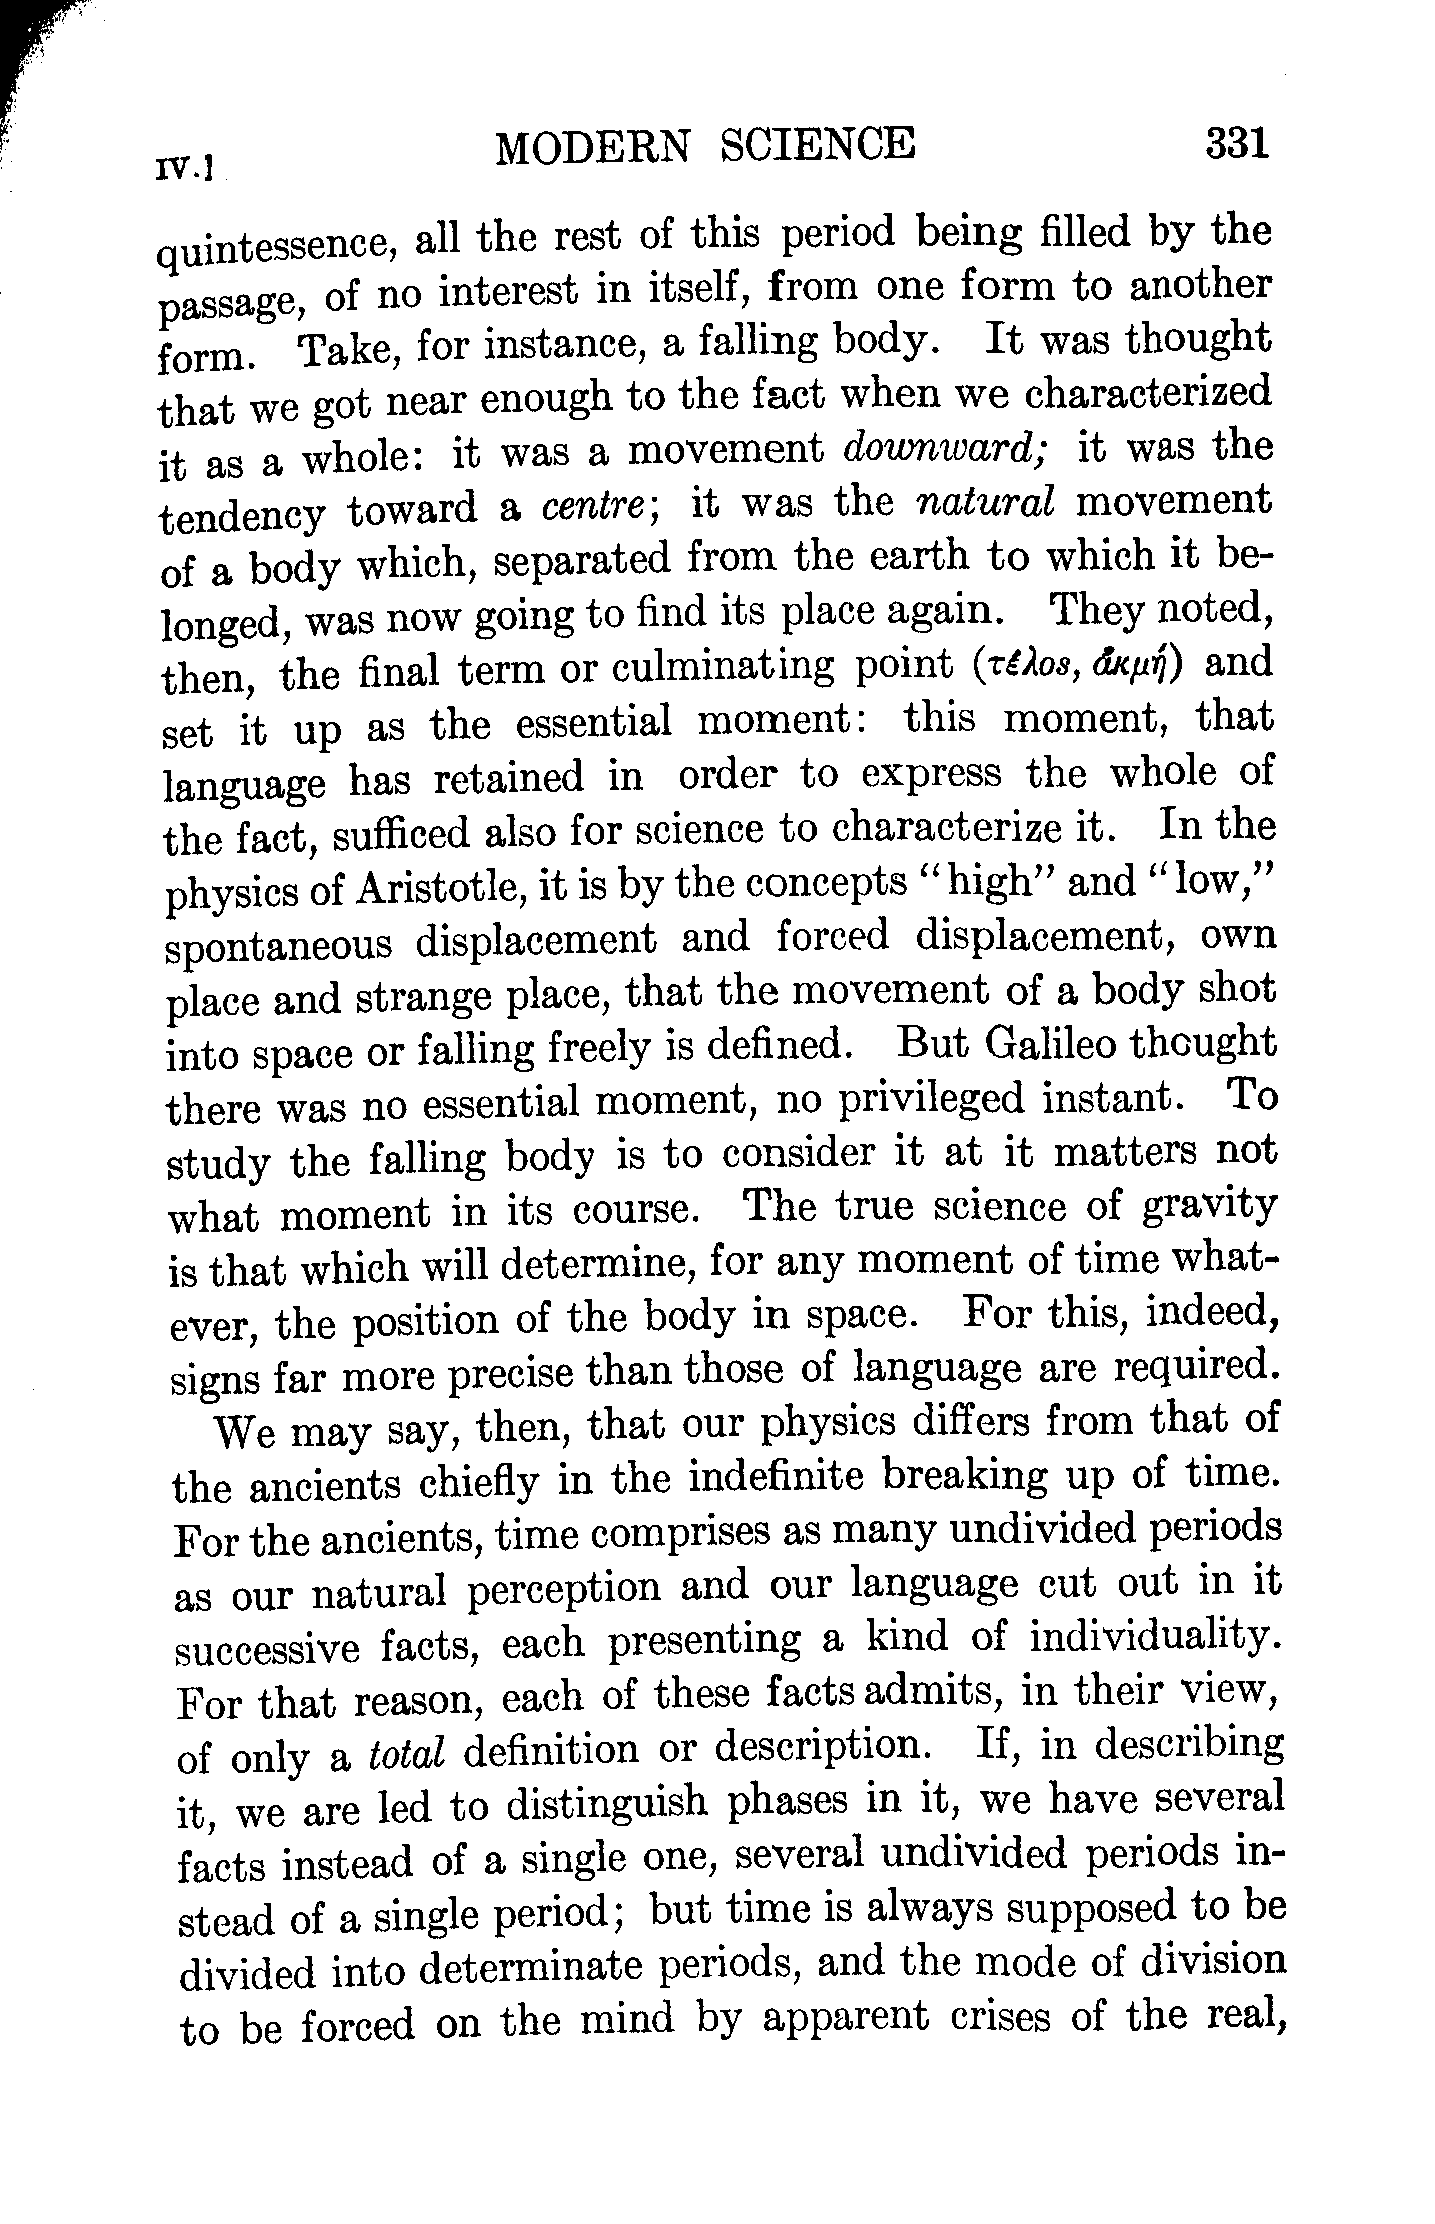 IV.] MODERN SCIENCE 331
quintessence, all the rest of this period being filled by the
passage, of no interest in itself, from one form to another
form. Take, for instance, a falling body. It was thought
that we got near enough to the fact when we characterized
it as a whole: it was a movement downward; it was the
tendency toward a centre; it was the natural movement
of a body which, separated from the earth to which it be-
longed, was now going to find its place again. They noted,
then, the final term or culminating point (τέλος, ἀκμή) and
set it up as the essential moment: this moment, that
language has retained in order to express the whole of
the fact, sufficed also for science to characterize it. In the
physics of Aristotle, it is by the concepts "high" and "low,"
spontaneous displacement and forced displacement, own
place and strange place, that the movement of a body shot
into space or falling freely is defined. But Galileo thought
there was no essential moment, no privileged instant. To
study the falling body is to consider it at it matters not
what moment in its course. The true science of gravity
is that which will determine, for any moment of time what-
ever, the position of the body in space. For this, indeed,
signs far more precise than those of language are required.
We may say, then, that our physics differs from that of
the ancients chiefly in the indefinite breaking up of time.
For the ancients, time comprises as many undivided periods
as our natural perception and our language cut out in it
successive facts, each presenting a kind of individuality.
For that reason, each of these facts admits, in their view,
of only a total definition or description. If, in describing
it, we are led to distinguish phases in it, we have several
facts instead of a single one, several undivided periods in-
stead of a single period; but time is always supposed to be
divided into determinate periods, and the mode of division
to be forced on the mind by apparent crises of the real,